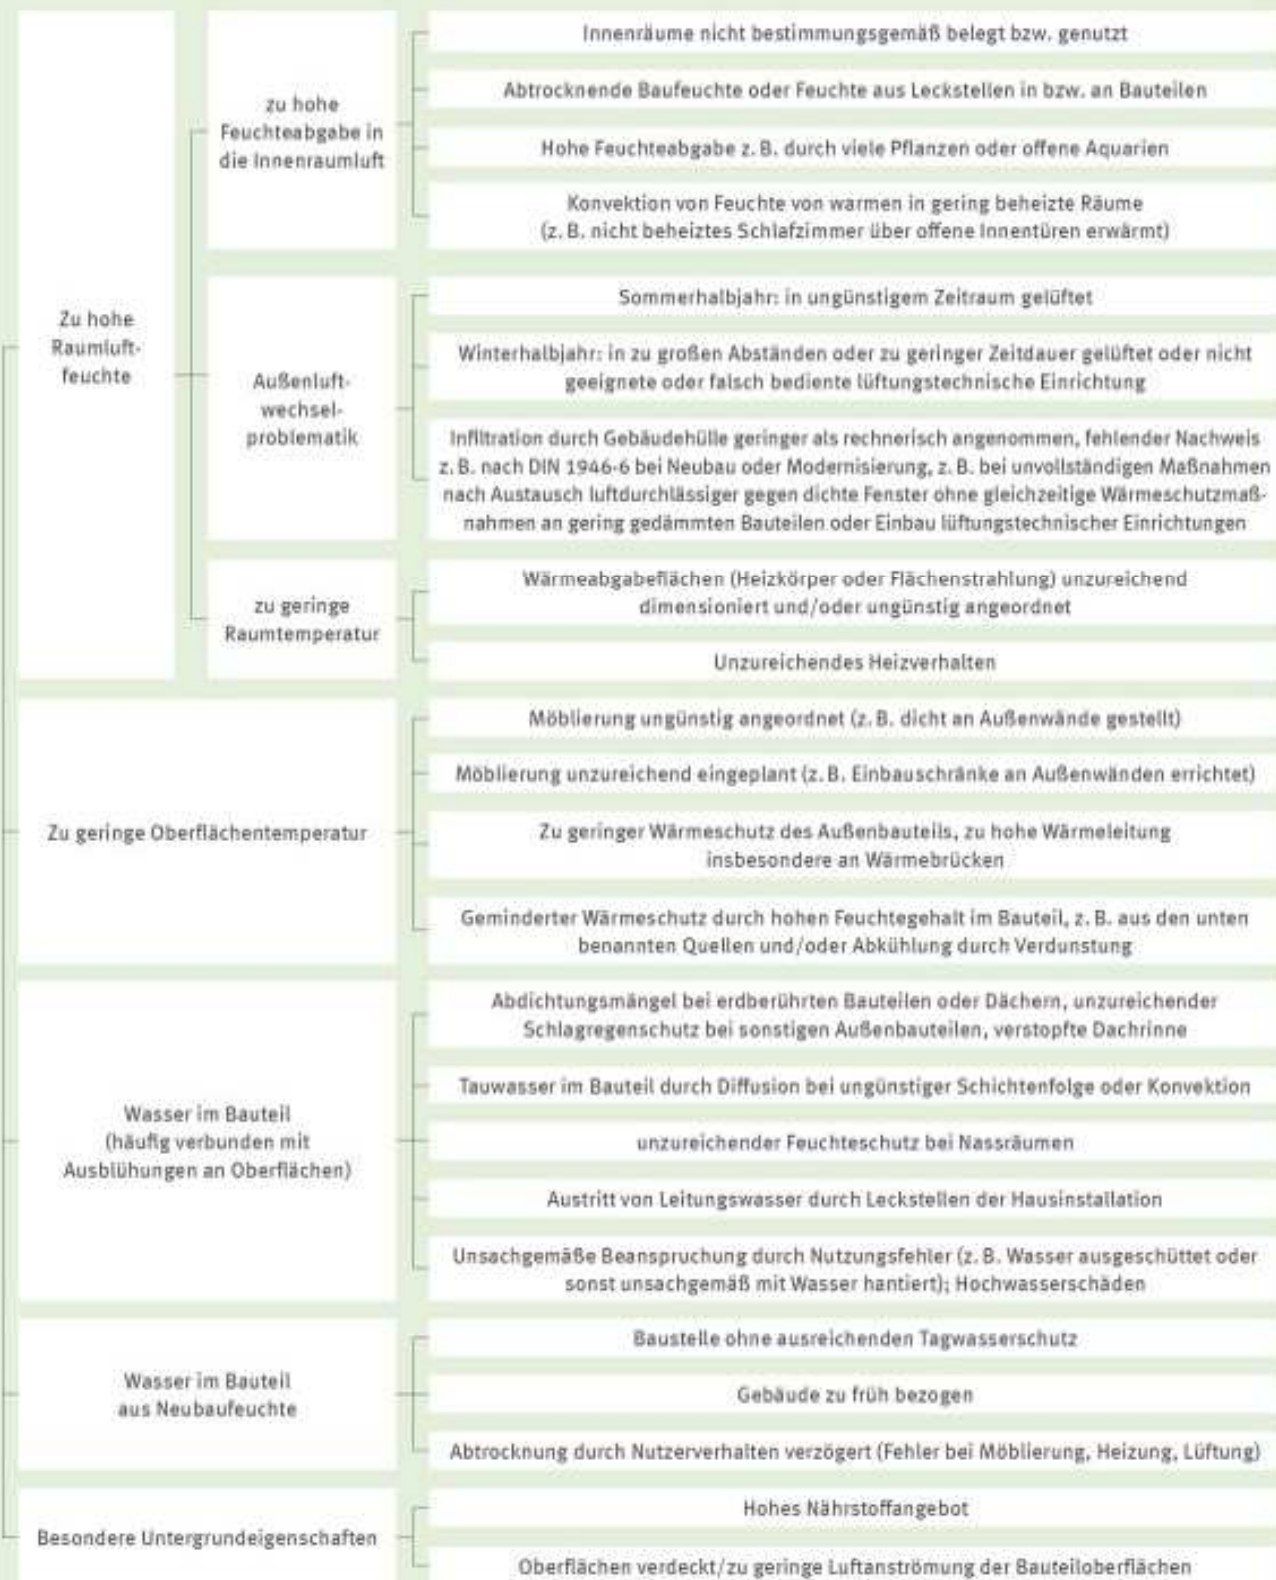 Zu hohe
Raumluft-
feuchte
zu hohe
Feuchteabgabe in
die Innenraumluft
Innenräume nicht bestimmungsgemäß belegt bzw. genutzt
Abtrocknende Baufeuchte oder Feuchte aus Leckstellen in bzw. an Bauteilen
Hohe Feuchteabgabe z. B. durch viele Pflanzen oder offene Aquarien
Konvektion von Feuchte von warmen in gering beheizte Räume
(z. B. nicht beheiztes Schlafzimmer über offene Innentüren erwärmt)
Außenluft-
wechsel-
problematik
Sommerhalbjahr: in ungünstigem Zeitraum gelüftet
Winterhalbjahr: in zu großen Abständen oder zu geringer Zeitdauer gelüftet oder nicht
geeignete oder falsch bediente lüftungstechnische Einrichtung
Infiltration durch Gebäudehülle geringer als rechnerisch angenommen, fehlender Nachweis
z. B. nach DIN 1946-6 bei Neubau oder Modernisierung, z. B. bei unvollständigen Maßnahmen
nach Austausch luftdurchlässiger gegen dichte Fenster ohne gleichzeitige Wärmeschutzmaß-
nahmen an gering gedämmten Bauteilen oder Einbau lüftungstechnischer Einrichtungen
zu geringe
Raumtemperatur
Wärmeabgabeflächen (Heizkörper oder Flächenstrahlung) unzureichend
dimensioniert und/oder ungünstig angeordnet
Unzureichendes Heizverhalten
Zu geringe Oberflächentemperatur
Möblierung ungünstig angeordnet (z. B. dicht an Außenwände gestellt)
Möblierung unzureichend eingeplant (z. B. Einbauschränke an Außenwänden errichtet)
Zu geringer Wärmeschutz des Außenbauteils, zu hohe Wärmeleitung
insbesondere an Wärmebrücken
Geminderter Wärmeschutz durch hohen Feuchtegehalt im Bauteil, z. B. aus den unten
benannten Quellen und/oder Abkühlung durch Verdunstung
Wasser im Bauteil
(häufig verbunden mit
Ausblühungen an Oberflächen)
Abdichtungsmängel bei erdberührten Bauteilen oder Dächern, unzureichender
Schlagregenschutz bei sonstigen Außenbauteilen, verstopfte Dachrinne
Tauwasser im Bauteil durch Diffusion bei ungünstiger Schichtenfolge oder Konvektion
unzureichender Feuchteschutz bei Nassräumen
Austritt von Leitungswasser durch Leckstellen der Hausinstallation
Unsachgemäße Beanspruchung durch Nutzungsfehler (z. B. Wasser ausgeschüttet oder
sonst unsachgemäß mit Wasser hantiert); Hochwasserschäden
Wasser im Bauteil
aus Neubaufeuchte
Baustelle ohne ausreichenden Tagwasserschutz
Gebäude zu früh bezogen
Abtrocknung durch Nutzerverhalten verzögert (Fehler bei Möblierung, Heizung, Lüftung)
Besondere Untergrundeigenschaften
Hohes Nährstoffangebot
Oberflächen verdeckt/zu geringe Luftanströmung der Bauteiloberflächen